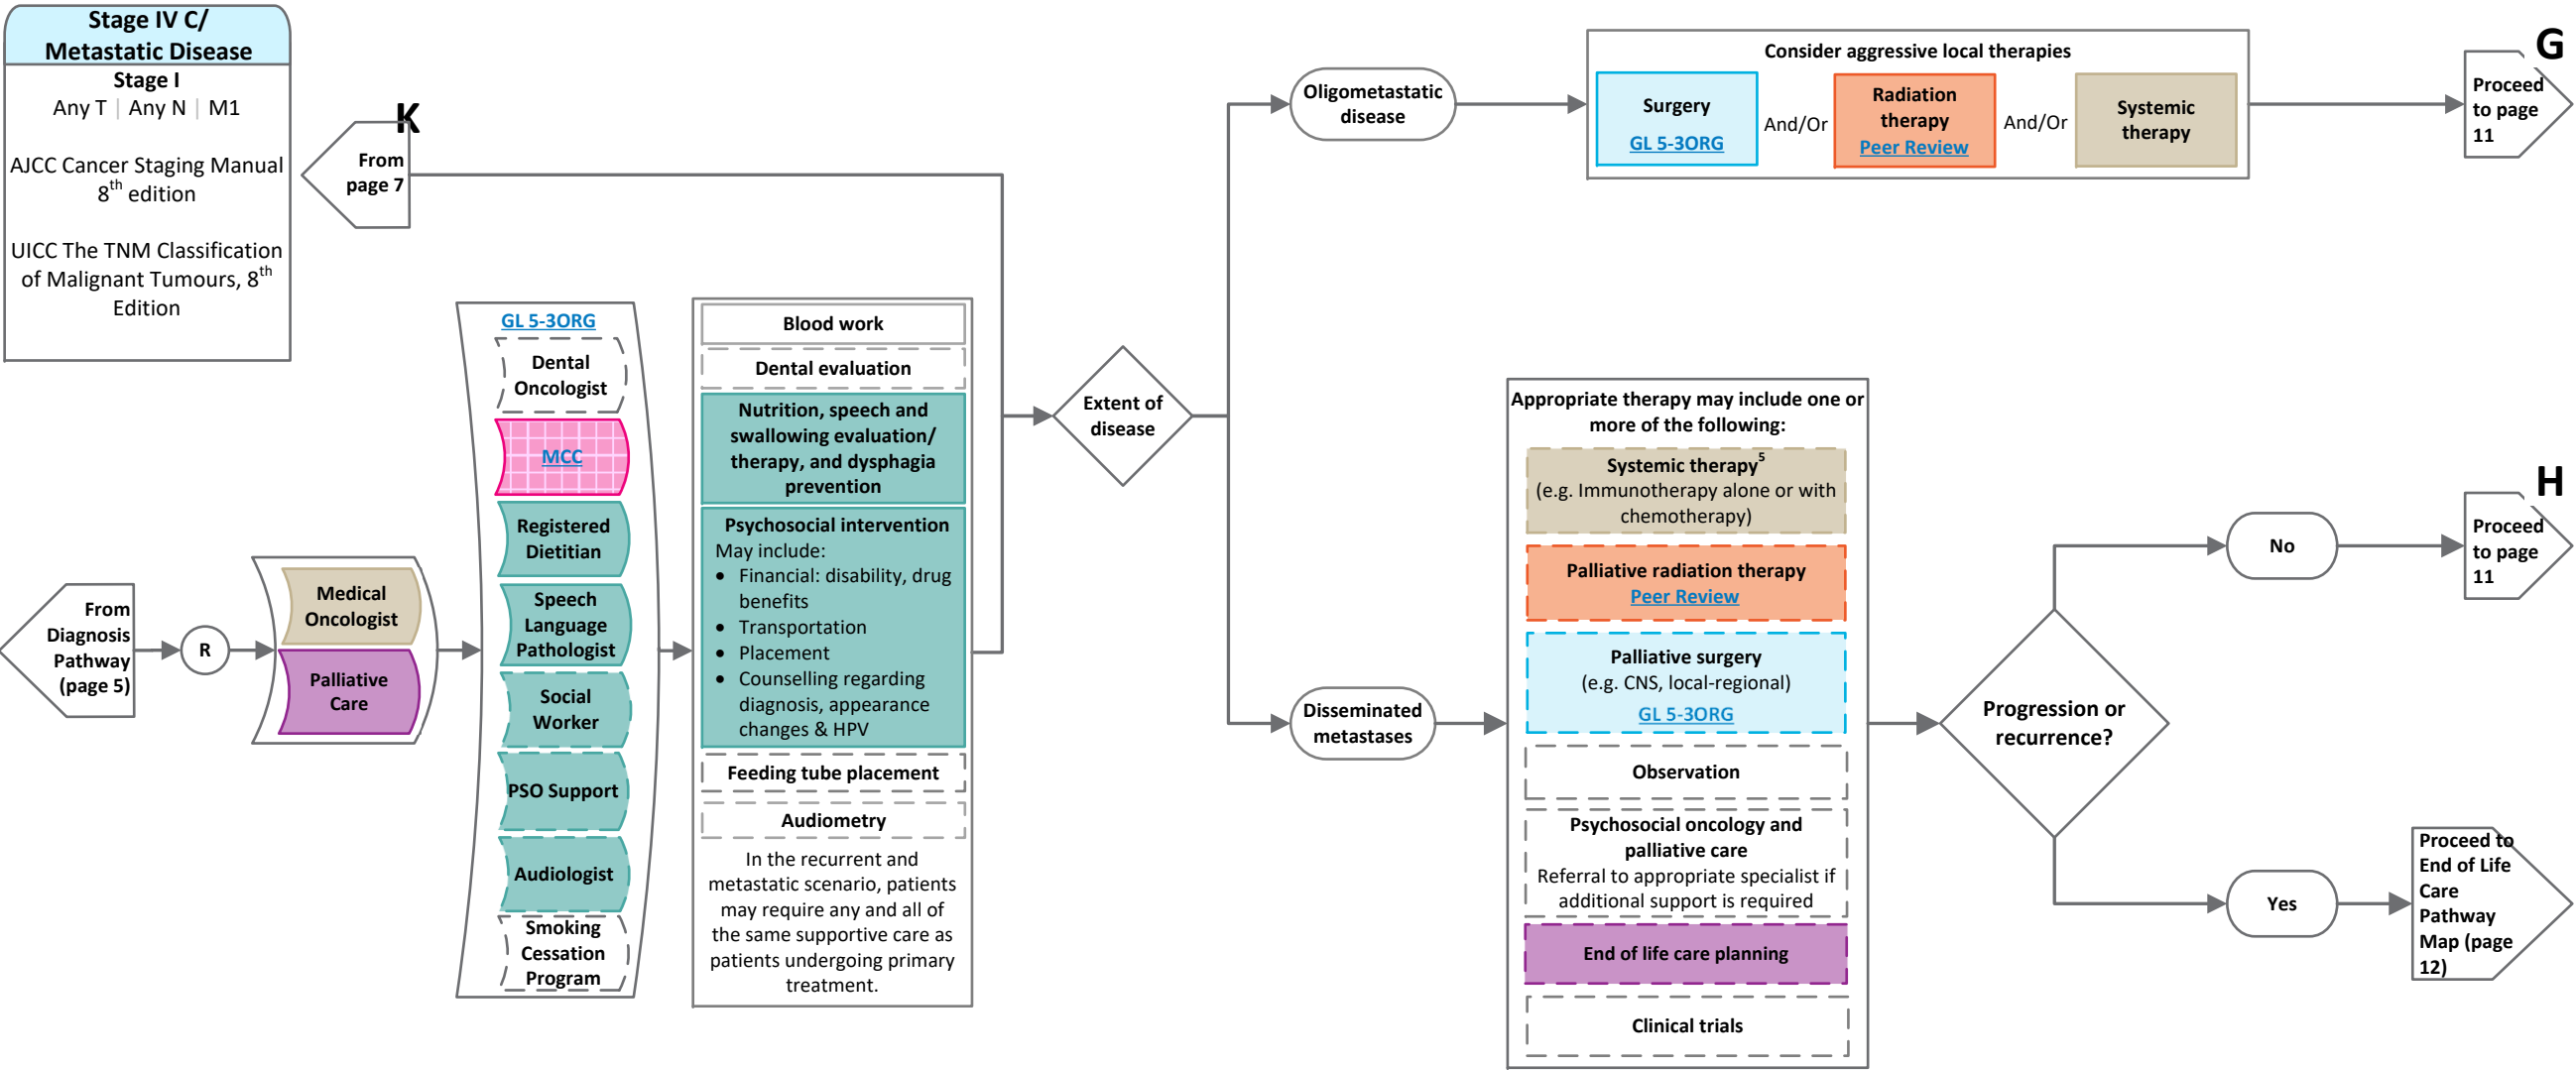 Stage IV C/
Metastatic Disease
Stage I
Any T | Any N | M1
AJCC Cancer Staging Manual
8th edition
UICC The TNM Classification
of Malignant Tumours, 8th
Edition
K
From
page 7
From
Diagnosis
Pathway
(page 5)
R
Medical
Oncologist
Palliative
Care
GL 5-3ORG
Dental
Oncologist
MCC
Registered
Dietitian
Speech
Language
Pathologist
Social
Worker
PSO Support
Audiologist
Smoking
Cessation
Program
Blood work
Dental evaluation
Nutrition, speech and
swallowing evaluation/
therapy, and dysphagia
prevention
Psychosocial intervention
May include:
• Financial: disability, drug
benefits
• Transportation
• Placement
• Counselling regarding
diagnosis, appearance
changes & HPV
Feeding tube placement
Audiometry
In the recurrent and
metastatic scenario, patients
may require any and all of
the same supportive care as
patients undergoing primary
treatment.
Extent of
disease
Oligometastatic
disease
Consider aggressive local therapies
Surgery
GL 5-3ORG
And/Or
Radiation
therapy
Peer Review
And/Or
Systemic
therapy
G
Proceed
to page
11
Disseminated
metastases
Appropriate therapy may include one or
more of the following:
Systemic therapy5
(e.g. Immunotherapy alone or with
chemotherapy)
Palliative radiation therapy
Peer Review
Palliative surgery
(e.g. CNS, local-regional)
GL 5-3ORG
Observation
Psychosocial oncology and
palliative care
Referral to appropriate specialist if
additional support is required
End of life care planning
Clinical trials
Progression or
recurrence?
No
H
Proceed
to page
11
Yes
Proceed to
End of Life
Care
Pathway
Map (page
12)